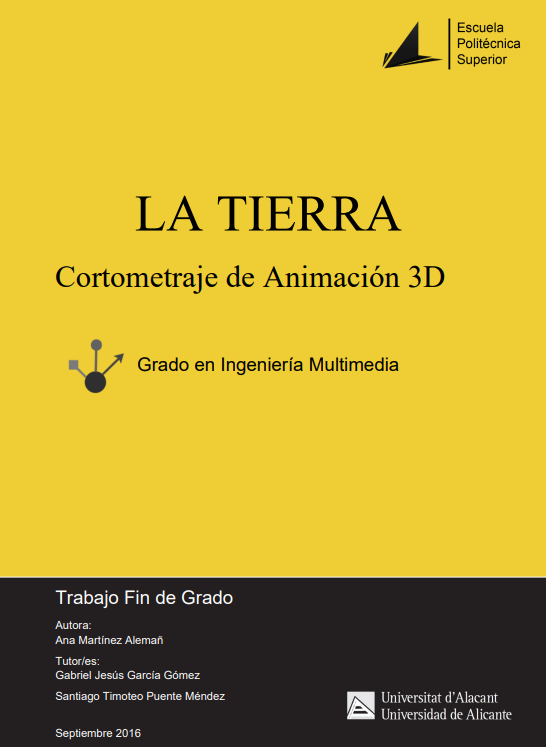 Escuela
Politécnica
Superior
LA TIERRA
Cortometraje de Animación 3D
Grado en Ingeniería Multimedia
Trabajo Fin de Grado
Autora:
Ana Martínez Alemañ
Tutor/es:
Gabriel Jesús García Gómez
Santiago Timoteo Puente Méndez
Universitat d'Alacant
Universidad de Alicante
Septiembre 2016